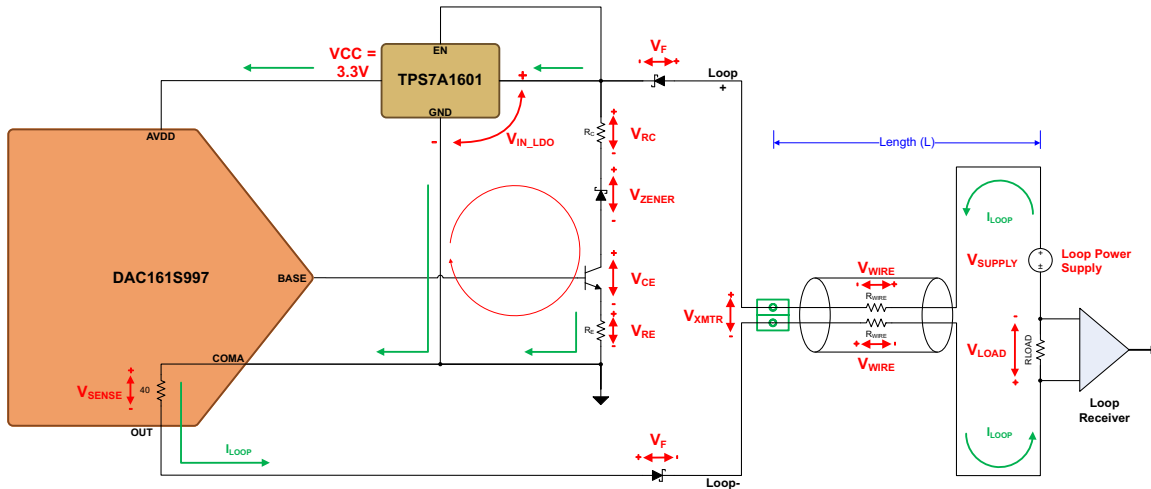 VCC =
3.3V
EN
TPS7A1601
GND
V_F
Loop
+
AVDD
V_IN_LDO
R_C
V_RC
Length (L)
V_ZENER
I_LOOP
DAC161S997
BASE
V_CE
V_SUPPLY
Loop Power
Supply
V_WIRE
R_WIRE
V_XMTR
R_E
V_RE
R_WIRE
V_WIRE
COMA
V_LOAD
RLOAD
V_SENSE
40
Loop
Receiver
OUT
I_LOOP
V_F
I_LOOP
Loop-